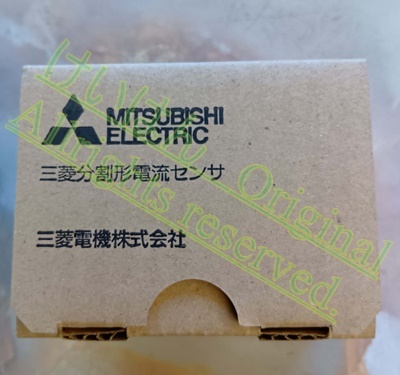 MITSUBISHI
ELECTRIC
三菱分割形電流センサ
三菱電機株式会社
Original
All rights reserved.